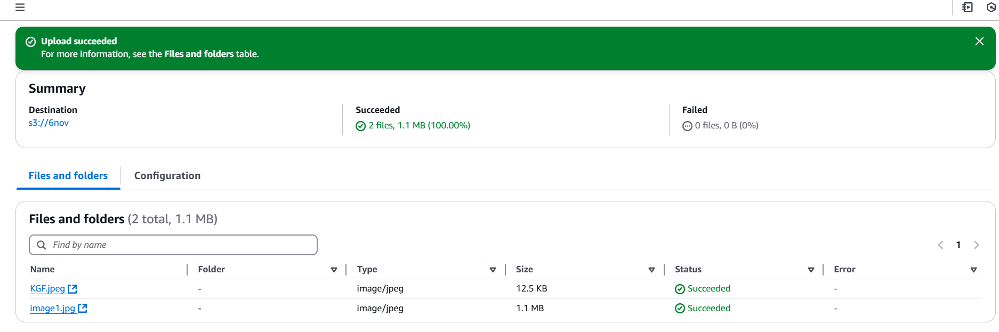 Upload succeeded
For more information, see the Files and folders table.
Summary
Destination
s3://6nov
Succeeded
2 files, 1.1 MB (100.00%)
Failed
0 files, 0 B (0%)
Files and folders
Configuration
Files and folders (2 total, 1.1 MB)
Find by name
1
Name Folder Type Size Status Error
KGF.jpeg - image/jpeg 12.5 KB Succeeded -
image1.jpg - image/jpeg 1.1 MB Succeeded -